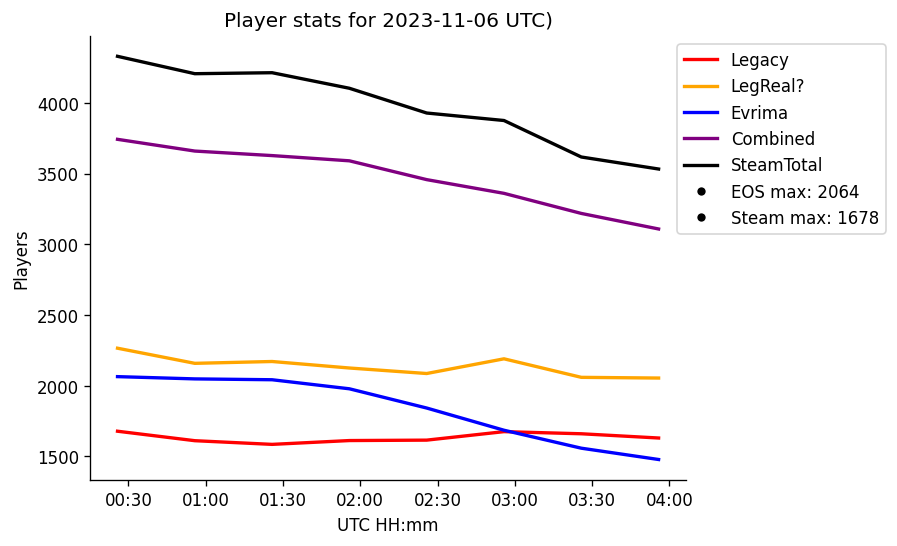 Player stats for 2023-11-06 UTC)
Legacy
LegReal?
Evrima
Combined
SteamTotal
EOS max: 2064
Steam max: 1678
Players
4000
3500
3000
2500
2000
1500
00:30 01:00 01:30 02:00 02:30 03:00 03:30 04:00
UTC HH:mm